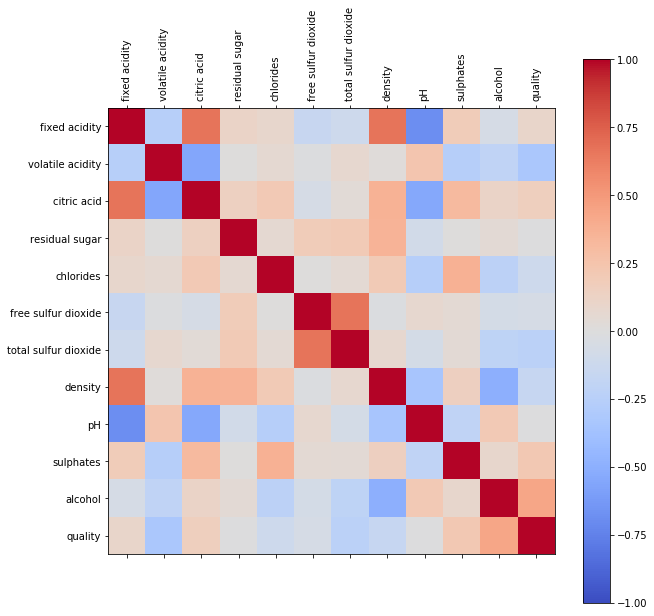 fixed acidity
volatile acidity
citric acid
residual sugar
chlorides
free sulfur dioxide
total sulfur dioxide
density
pH
sulphates
alcohol
quality
fixed acidity
volatile acidity
citric acid
residual sugar
chlorides
free sulfur dioxide
total sulfur dioxide
density
pH
sulphates
alcohol
quality
1.00
0.75
0.50
0.25
0.00
−0.25
−0.50
−0.75
−1.00